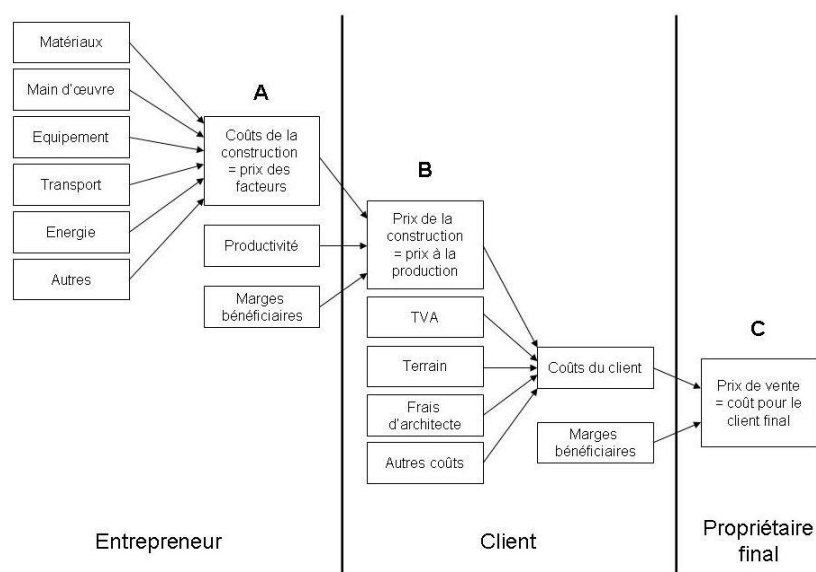 Matériaux
Main d'œuvre
Equipement
Transport
Energie
Autres
A
Coûts de la
construction
= prix des
facteurs
Productivité
Marges
bénéficiaires
B
Prix de la
construction
= prix à la
production
TVA
Terrain
Frais
d'architecte
Autres coûts
Coûts du client
Marges
bénéficiaires
C
Prix de vente
= coût pour le
client final
Entrepreneur
Client
Propriétaire
final